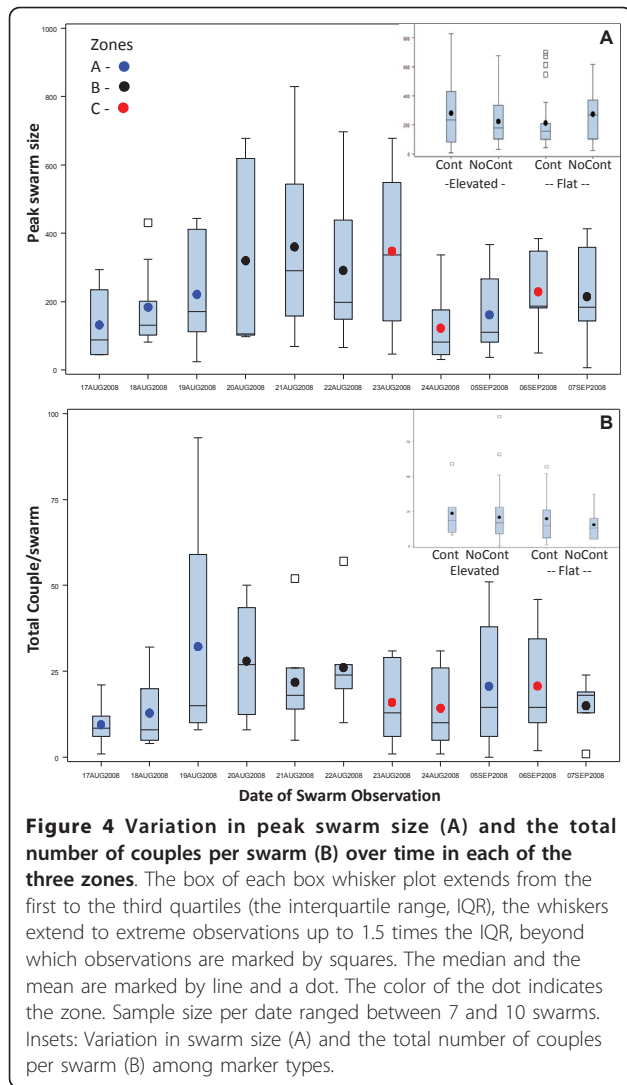 1000
800
600
400
200
0
Peak swarm size
Zones
A -
B -
C -
A
800
600
400
200
0
Cont NoCont Cont NoCont
-Elevated - -- Flat --
17AUG2008 18AUG2008 19AUG2008 20AUG2008 21AUG2008 22AUG2008 23AUG2008 24AUG2008 05SEP2008 06SEP2008 07SEP2008
100
75
50
25
0
Total Couple/swarm
B
Cont NoCont Cont NoCont
Elevated -- Flat --
17AUG2008 18AUG2008 19AUG2008 20AUG2008 21AUG2008 22AUG2008 23AUG2008 24AUG2008 05SEP2008 06SEP2008 07SEP2008
Date of Swarm Observation
Figure 4 Variation in peak swarm size (A) and the total
number of couples per swarm (B) over time in each of the
three zones. The box of each box whisker plot extends from the
first to the third quartiles (the interquartile range, IQR), the whiskers
extend to extreme observations up to 1.5 times the IQR, beyond
which observations are marked by squares. The median and the
mean are marked by line and a dot. The color of the dot indicates
the zone. Sample size per date ranged between 7 and 10 swarms.
Insets: Variation in swarm size (A) and the total number of couples
per swarm (B) among marker types.